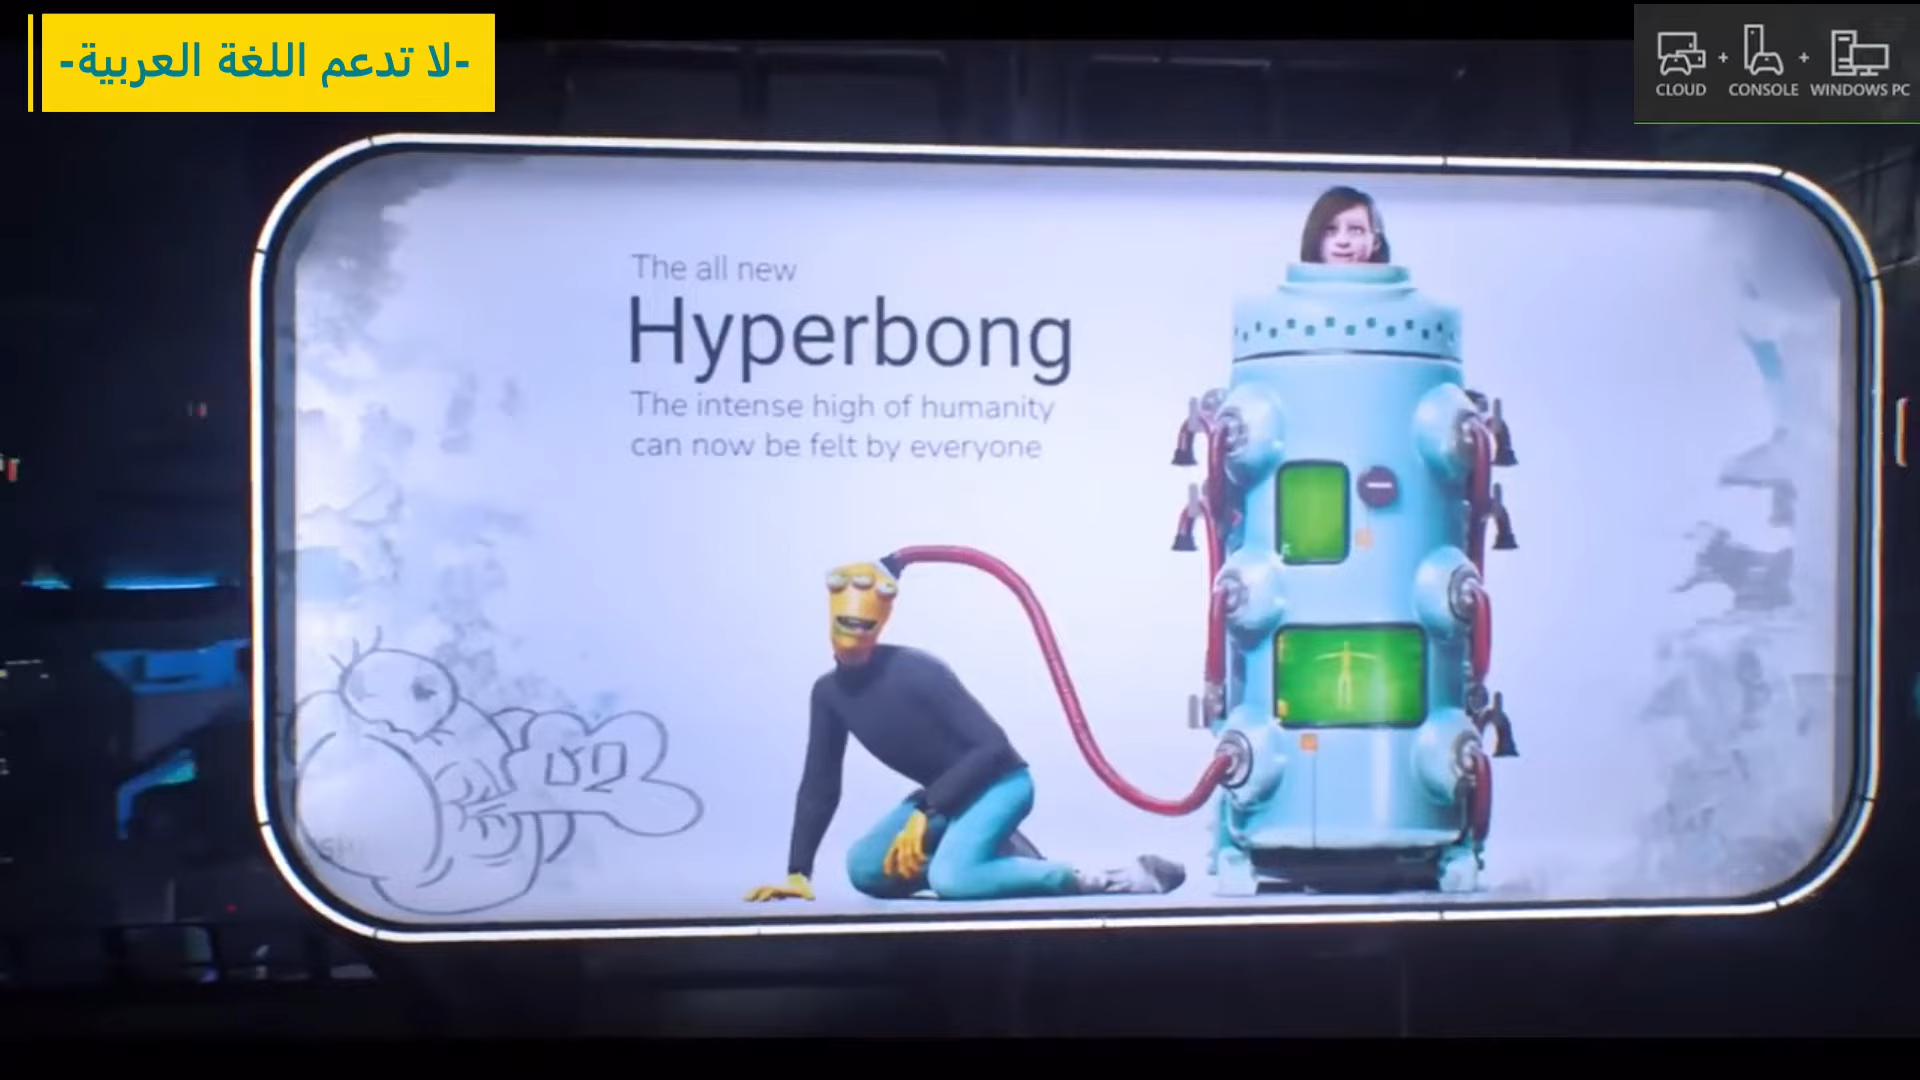 -لا تدعم اللغة العربية-
CLOUD + CONSOLE + WINDOWS PC
The all new
Hyperbong
The intense high of humanity
can now be felt by everyone